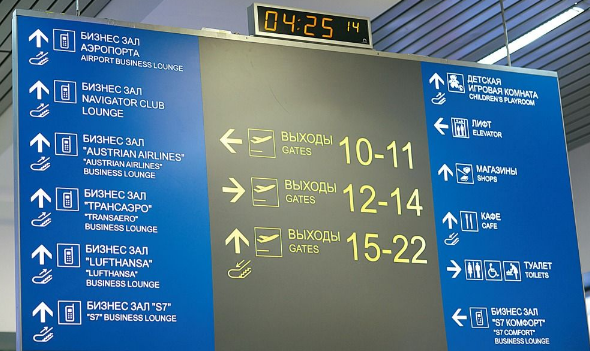 04:25 14
БИЗНЕС ЗАЛ
АЭРОПОРТА
AIRPORT BUSINESS LOUNGE
БИЗНЕС ЗАЛ
NAVIGATOR CLUB
LOUNGE
БИЗНЕС ЗАЛ
"AUSTRIAN AIRLINES"
"AUSTRIAN AIRLINES"
BUSINESS LOUNGE
БИЗНЕС ЗАЛ
"ТРАНСАЭРО"
"TRANSAERO"
BUSINESS LOUNGE
БИЗНЕС ЗАЛ
"LUFTHANSA"
"LUFTHANSA"
BUSINESS LOUNGE
БИЗНЕС ЗАЛ "S7"
"S7" BUSINESS LOUNGE
ВЫХОДЫ 10-11
GATES
ВЫХОДЫ 12-14
GATES
ВЫХОДЫ 15-22
GATES
ДЕТСКАЯ
ИГРОВАЯ КОМНАТА
CHILDREN'S PLAYROOM
ЛИФТ
ELEVATOR
МАГАЗИНЫ
SHOPS
КАФЕ
CAFE
ТУАЛЕТ
TOILETS
БИЗНЕС ЗАЛ
"S7 КОМФОРТ"
"S7 COMFORT"
BUSINESS LOUNGE